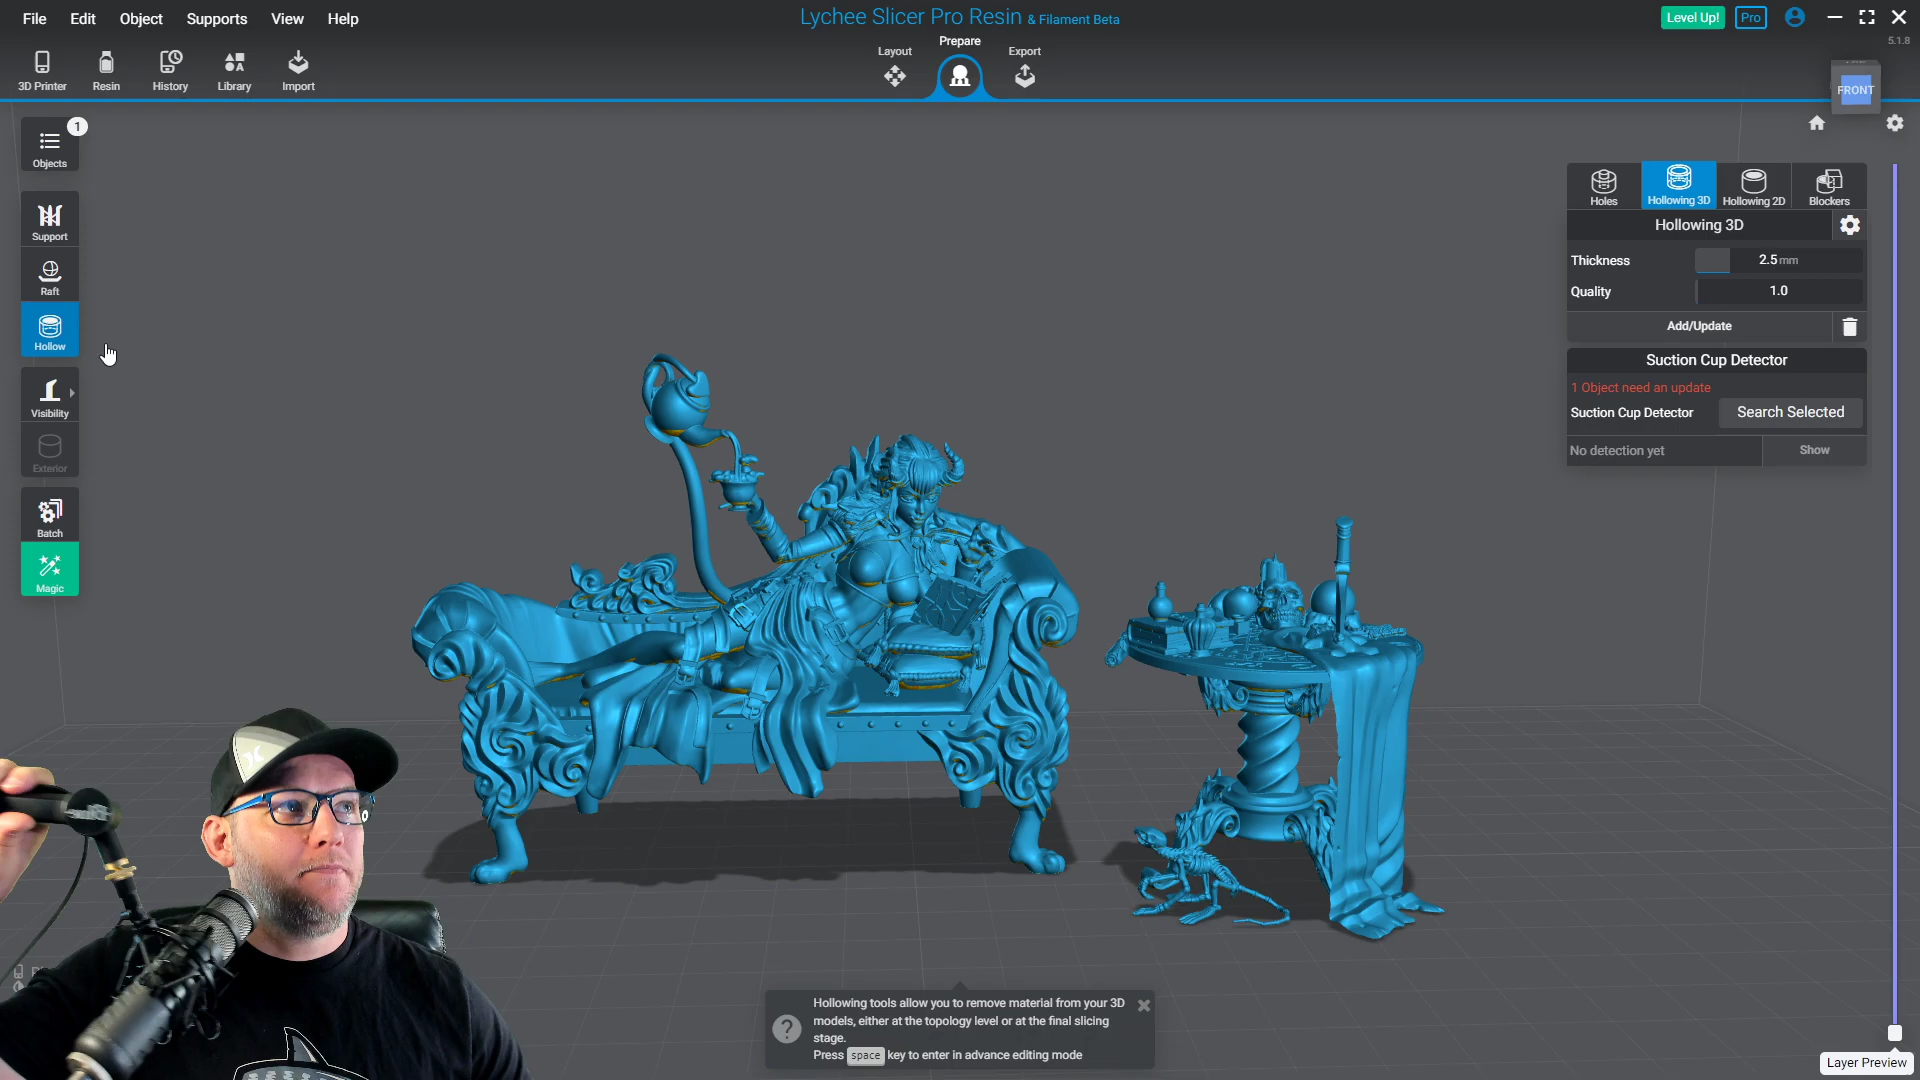 File Edit Object Supports View Help
Lychee Slicer Pro Resin & Filament Beta
Level Up! Pro
5.1.8
3D Printer Resin History Library Import
Layout Prepare Export
FRONT
1
Objects
Support
Raft
Hollow
Visibility
Exterior
Batch
Magic
Holes Hollowing 3D Hollowing 2D Blockers
Hollowing 3D
Thickness 2.5 mm
Quality 1.0
Add/Update
Suction Cup Detector
1 Object need an update
Suction Cup Detector Search Selected
No detection yet Show
Hollowing tools allow you to remove material from your 3D
models, either at the topology level or at the final slicing
stage.
Press space key to enter in advance editing mode
Layer Preview